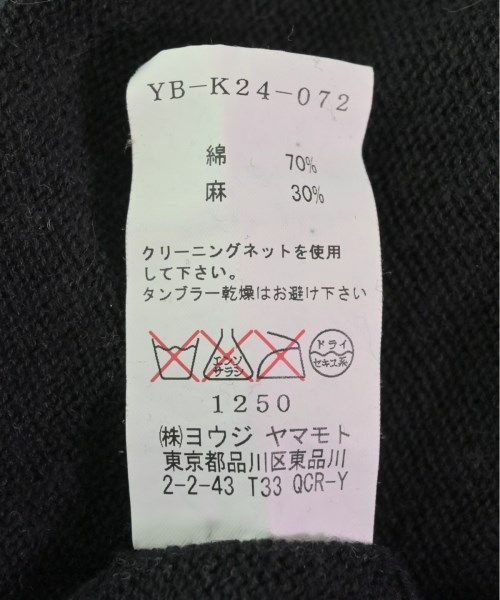 YB-K24-072
綿 70%
麻 30%
クリーニングネットを使用
して下さい。
タンブラー乾燥はお避け下さい
エンソ サラシ
ドライ
セキユ系
1250
㈱ヨウジ ヤマモト
東京都品川区東品川
2-2-43 T33 QCR-Y